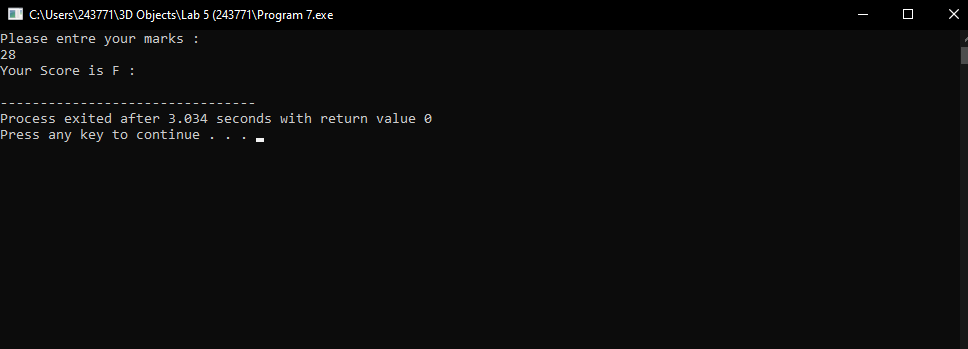 C:\Users\243771\3D Objects\Lab 5 (243771\Program 7.exe
Please entre your marks :
28
Your Score is F :
--------------------------------
Process exited after 3.034 seconds with return value 0
Press any key to continue . . .